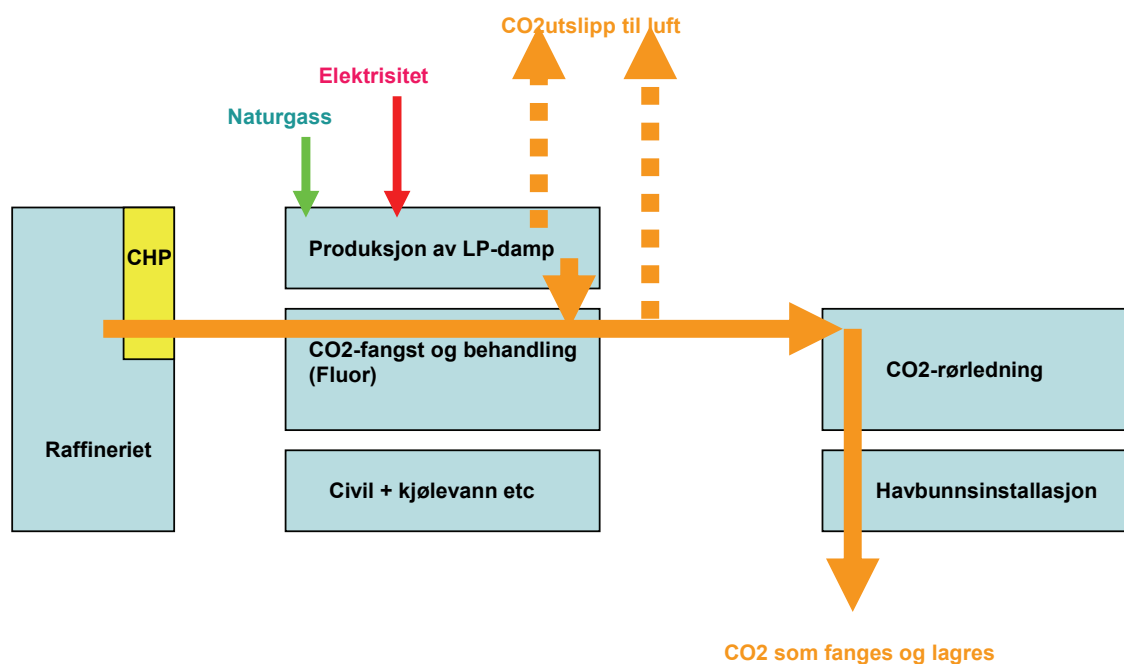 CO2utslipp til luft
Elektrisitet
Naturgass
CHP
Produksjon av LP-damp
CO2-fangst og behandling
(Fluor)
CO2-rørledning
Raffineriet
Civil + kjølevann etc
Havbunnsinstallasjon
CO2 som fanges og lagres